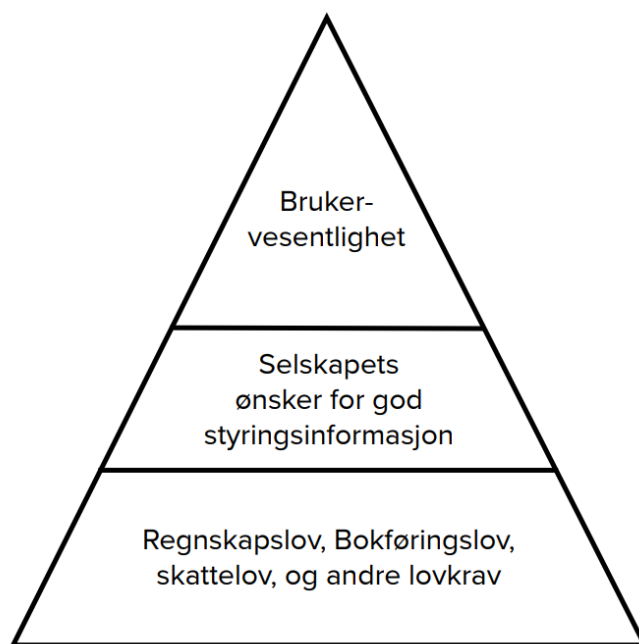 Bruker-
vesentlighet
Selskapets
ønsker for god
styringsinformasjon
Regnskapslov, Bokføringslov,
skattelov, og andre lovkrav